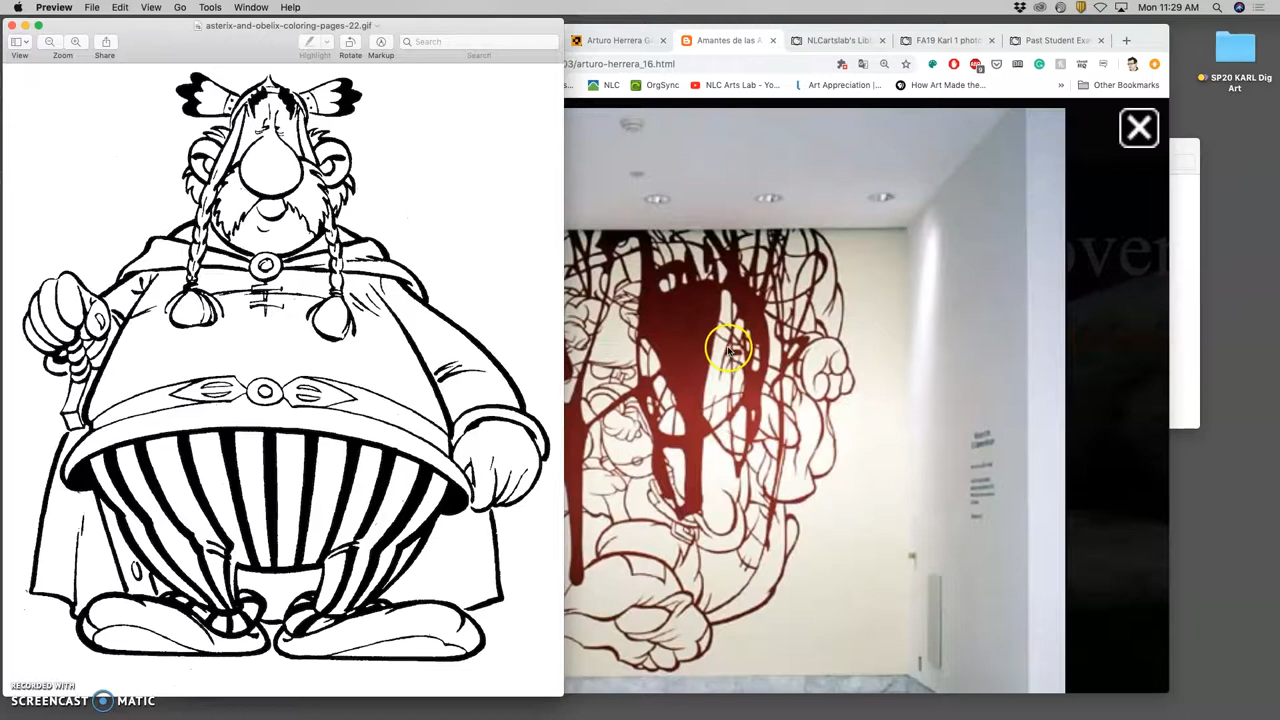 Preview File Edit View Go Tools Window Help
Mon 11:29 AM
asterix-and-obelix-coloring-pages-22.gif
View Zoom Share Highlight Rotate Markup Search
Search
Arturo Herrera G
Amantes de las A
NLCartslab's Lib
FA19 Karl 1 photo
Past Student Exa
03/arturo-herrera_16.html
NLC
OrgSync
NLC Arts Lab - Yo...
Art Appreciation |...
How Art Made the...
Other Bookmarks
over
SP20 KARL Dig
Art
RECORDED WITH
SCREENCAST MATIC